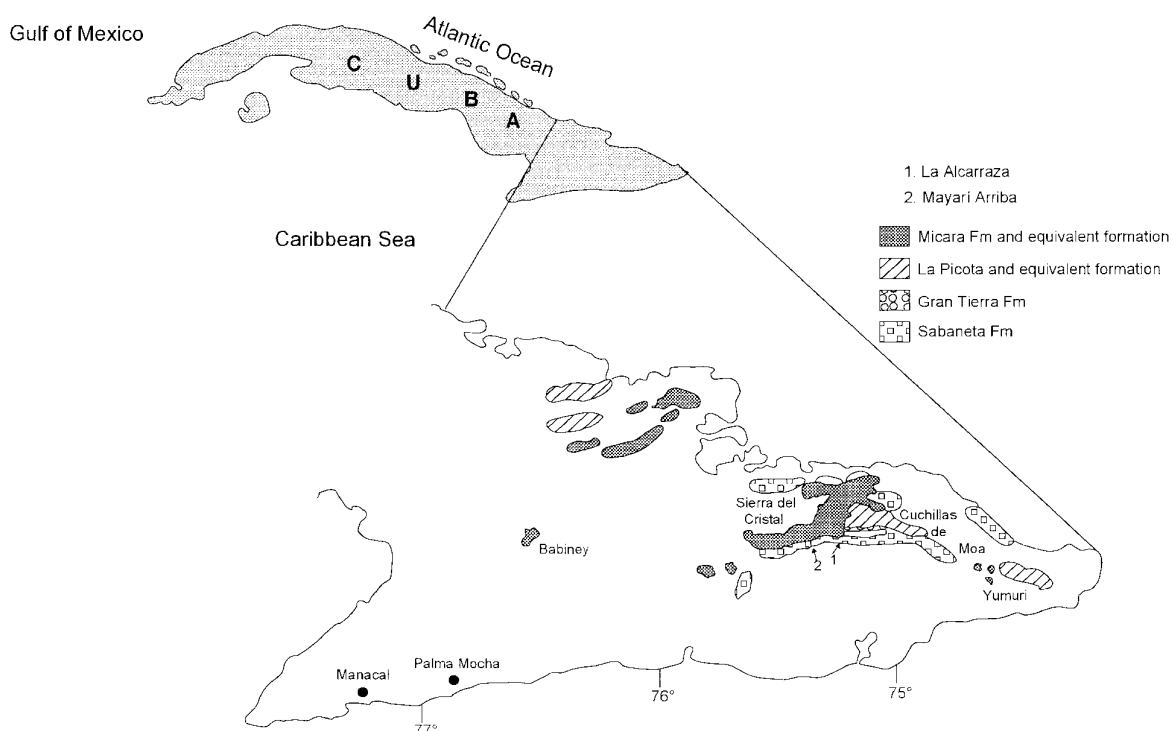 Gulf of Mexico
Atlantic Ocean
C U B A
Caribbean Sea
1. La Alcarraza
2. Mayarí Arriba
Micara Fm and equivalent formation
La Picota and equivalent formation
Gran Tierra Fm
Sabaneta Fm
Sierra del
Cristal
Cuchillas
de
Moa
Babiney
2 1
Yumuri
Palma Mocha
Manacal
76°
75°
77°